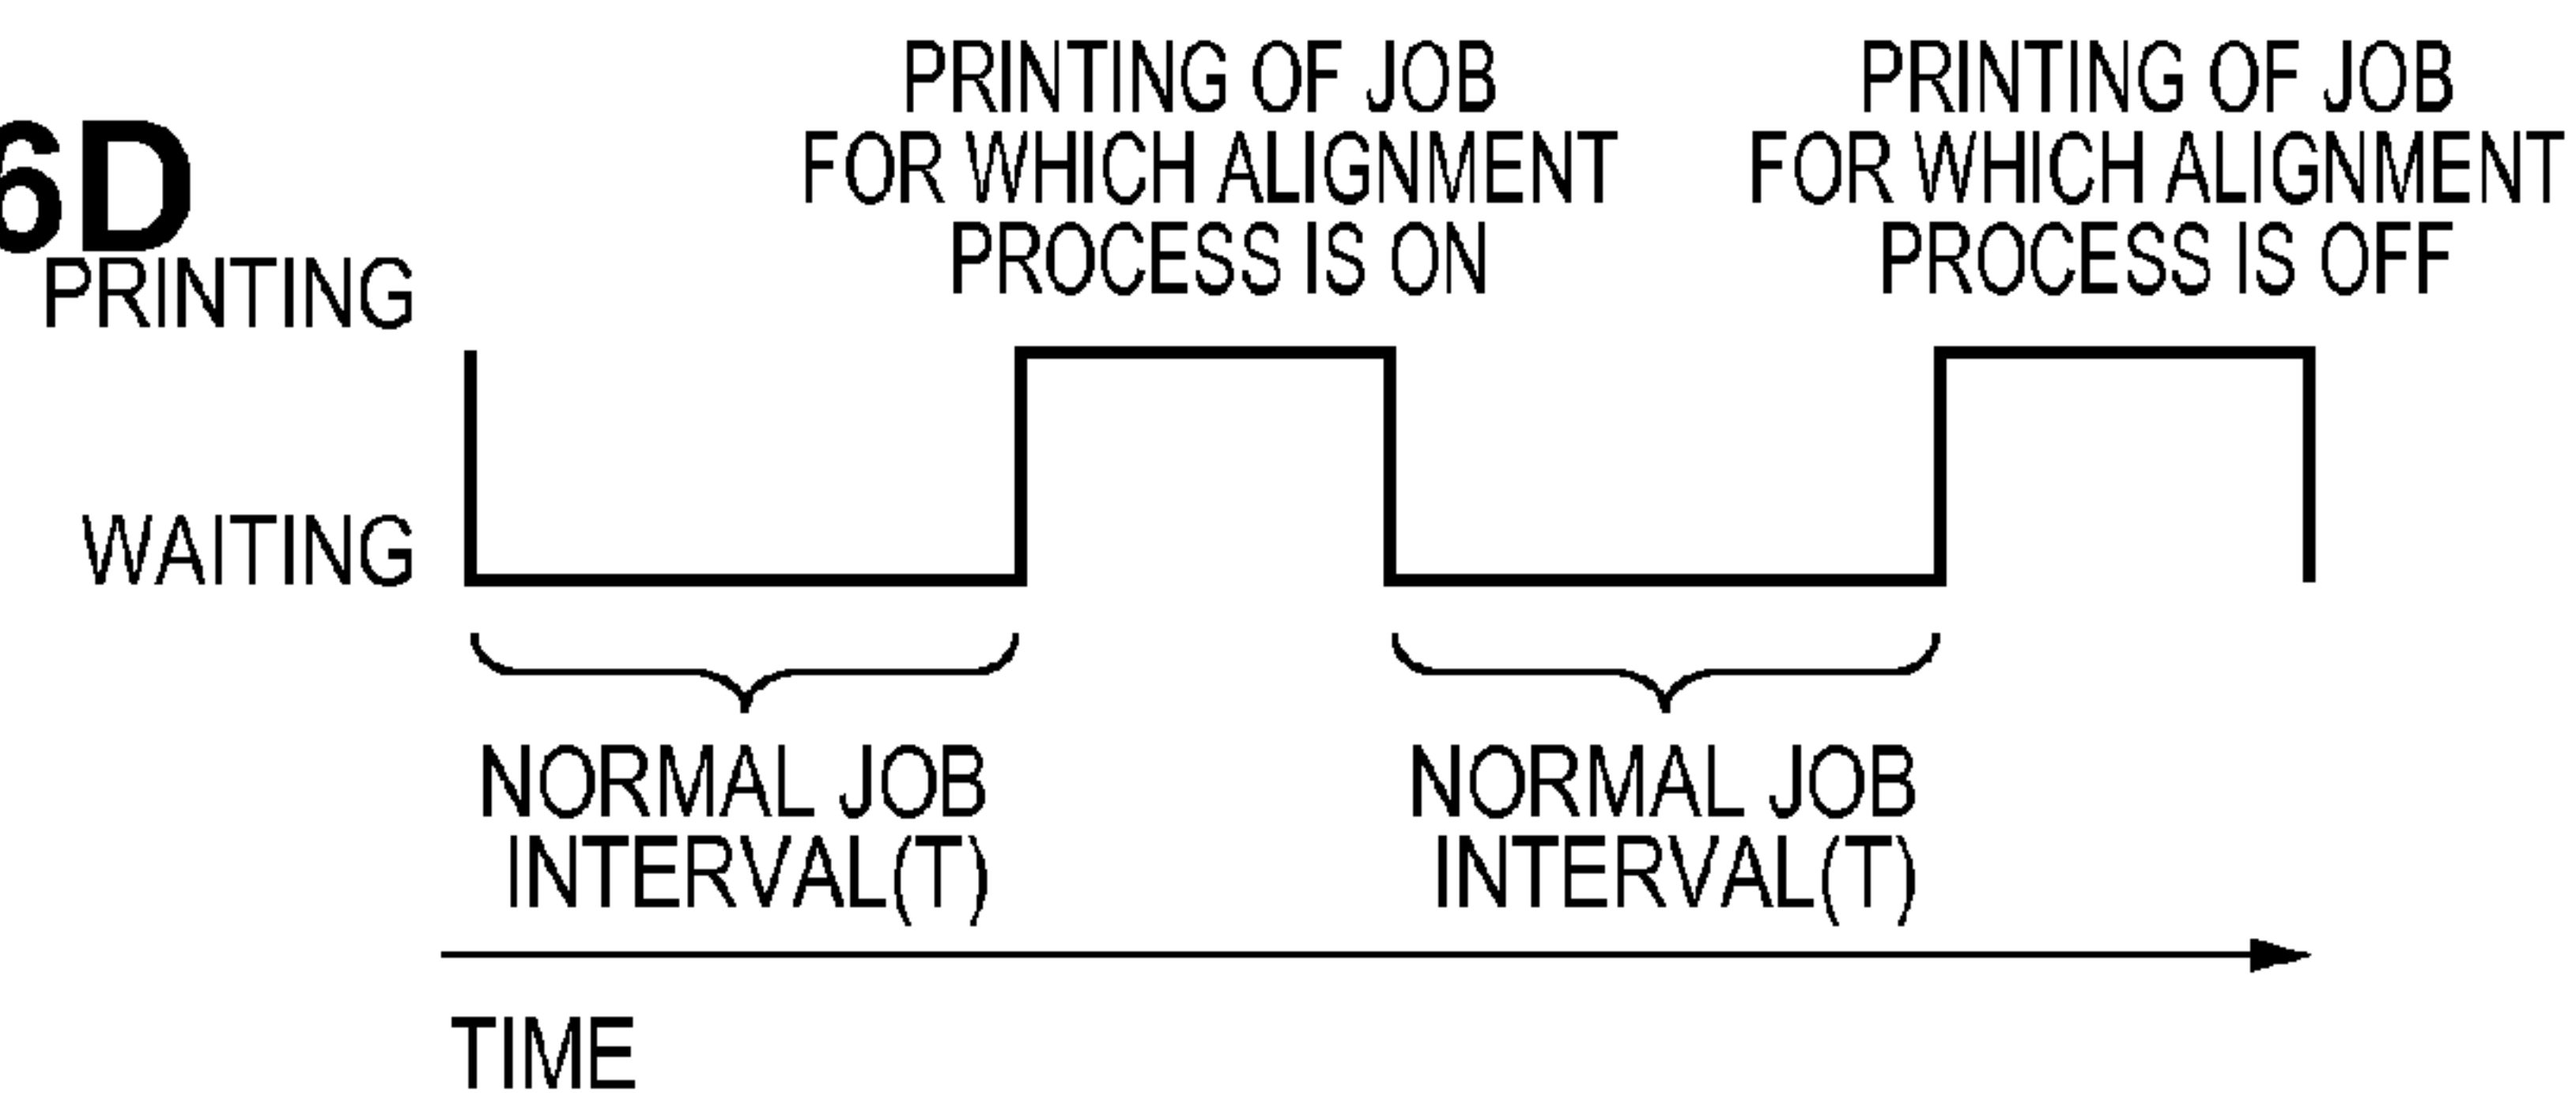 6D
PRINTING OF JOB
FOR WHICH ALIGNMENT
PROCESS IS ON
PRINTING OF JOB
FOR WHICH ALIGNMENT
PROCESS IS OFF
PRINTING
WAITING
NORMAL JOB
INTERVAL(T)
NORMAL JOB
INTERVAL(T)
TIME